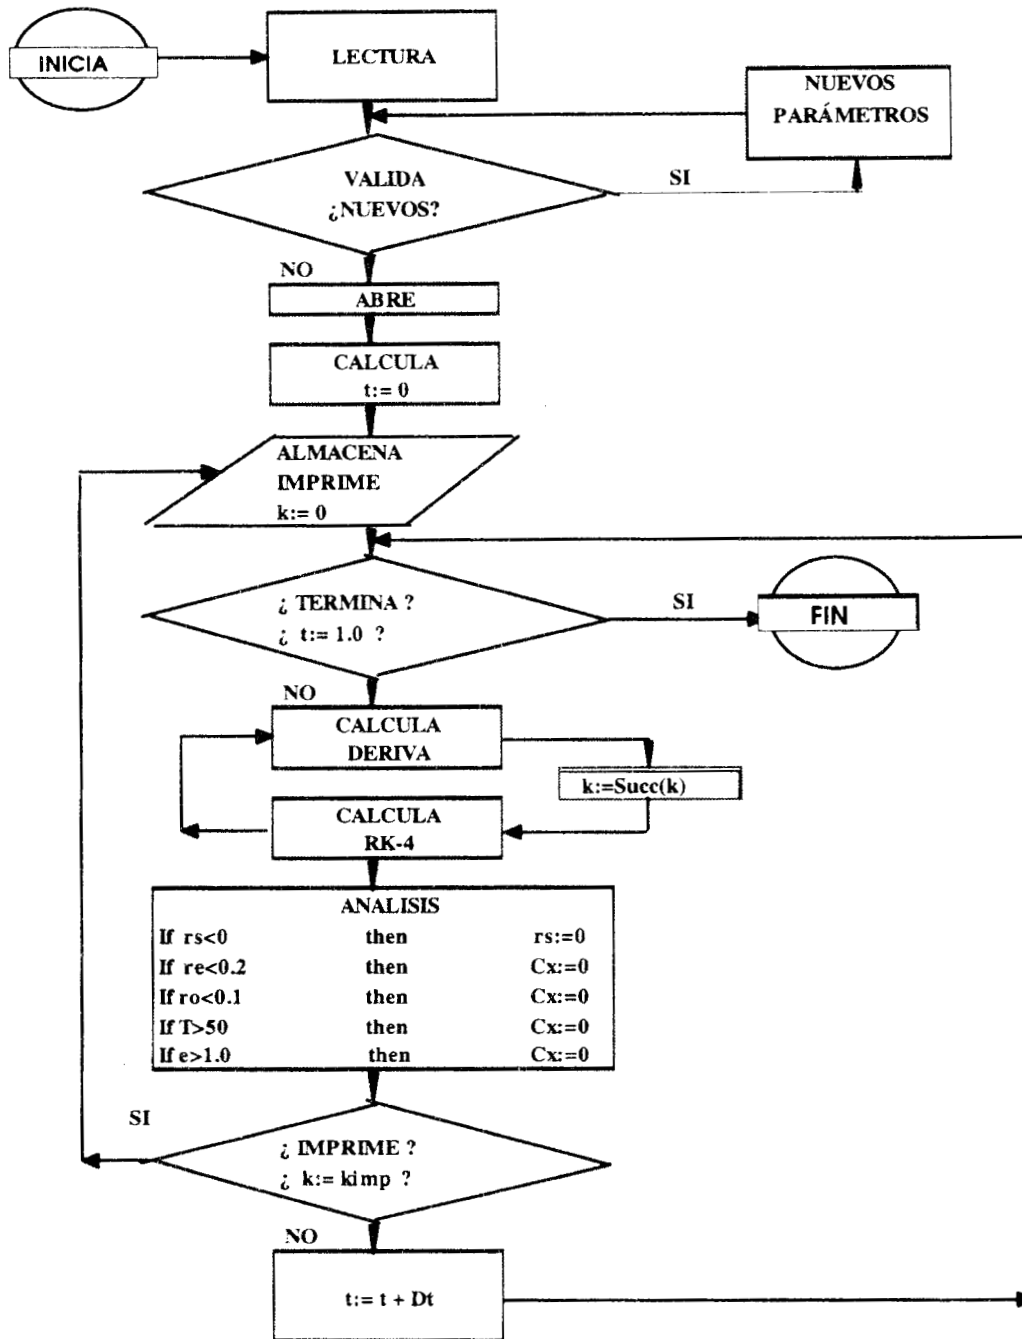 INICIA
LECTURA
NUEVOS
PARÁMETROS
VALIDA
¿NUEVOS?
SI
NO
ABRE
CALCULA
t:= 0
ALMACENA
IMPRIME
k:= 0
¿ TERMINA ?
¿ t:= 1.0 ?
SI
FIN
NO
CALCULA
DERIVA
k:=Succ(k)
CALCULA
RK-4
ANALISIS
If rs<0 then rs:=0
If re<0.2 then Cx:=0
If ro<0.1 then Cx:=0
If T>50 then Cx:=0
If e>1.0 then Cx:=0
SI
¿ IMPRIME ?
¿ k:= kimp ?
NO
t:= t + Dt